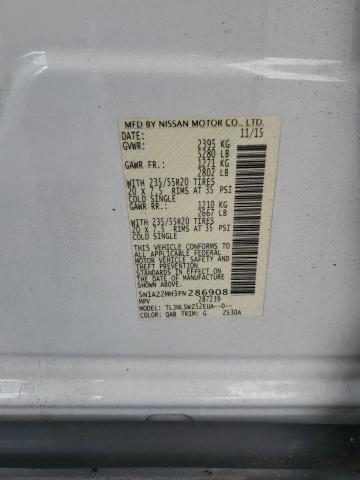 MFD BY NISSAN MOTOR CO., LTD.
DATE: 11/15
GVWR: 2395 KG
5280 LB
GAWR FR.: 1271 KG
2802 LB
WITH 235/55R20 TIRES
20 X 7.5 RIMS AT 35 PSI
COLD SINGLE
GAWR RR.: 1210 KG
2667 LB
WITH 235/55R20 TIRES
20 X 7.5 RIMS AT 35 PSI
COLD SINGLE
THIS VEHICLE CONFORMS TO
ALL APPLICABLE FEDERAL
MOTOR VEHICLE SAFETY
STANDARDS IN EFFECT ON
THE DATE OF MANUFACTURE
SHOWN ABOVE.
5N1AZ2MH3FN286908
MPV 287239
MODEL: TLJNLSWZ52EUA--D--
COLOR: QAB TRIM: G Z530A